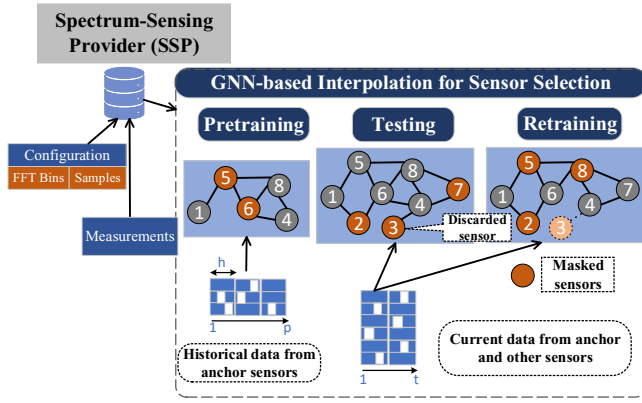 Spectrum-Sensing
Provider (SSP)
GNN-based Interpolation for Sensor Selection
Pretraining
Testing
Retraining
Configuration
FFT Bins
Samples
Measurements
1
5
6
8
4
1
5
2
6
3
8
4
7
Discarded
sensor
1
5
2
6
3
8
4
7
Masked
sensors
h
1
p
Historical data from
anchor sensors
1
t
Current data from anchor
and other sensors